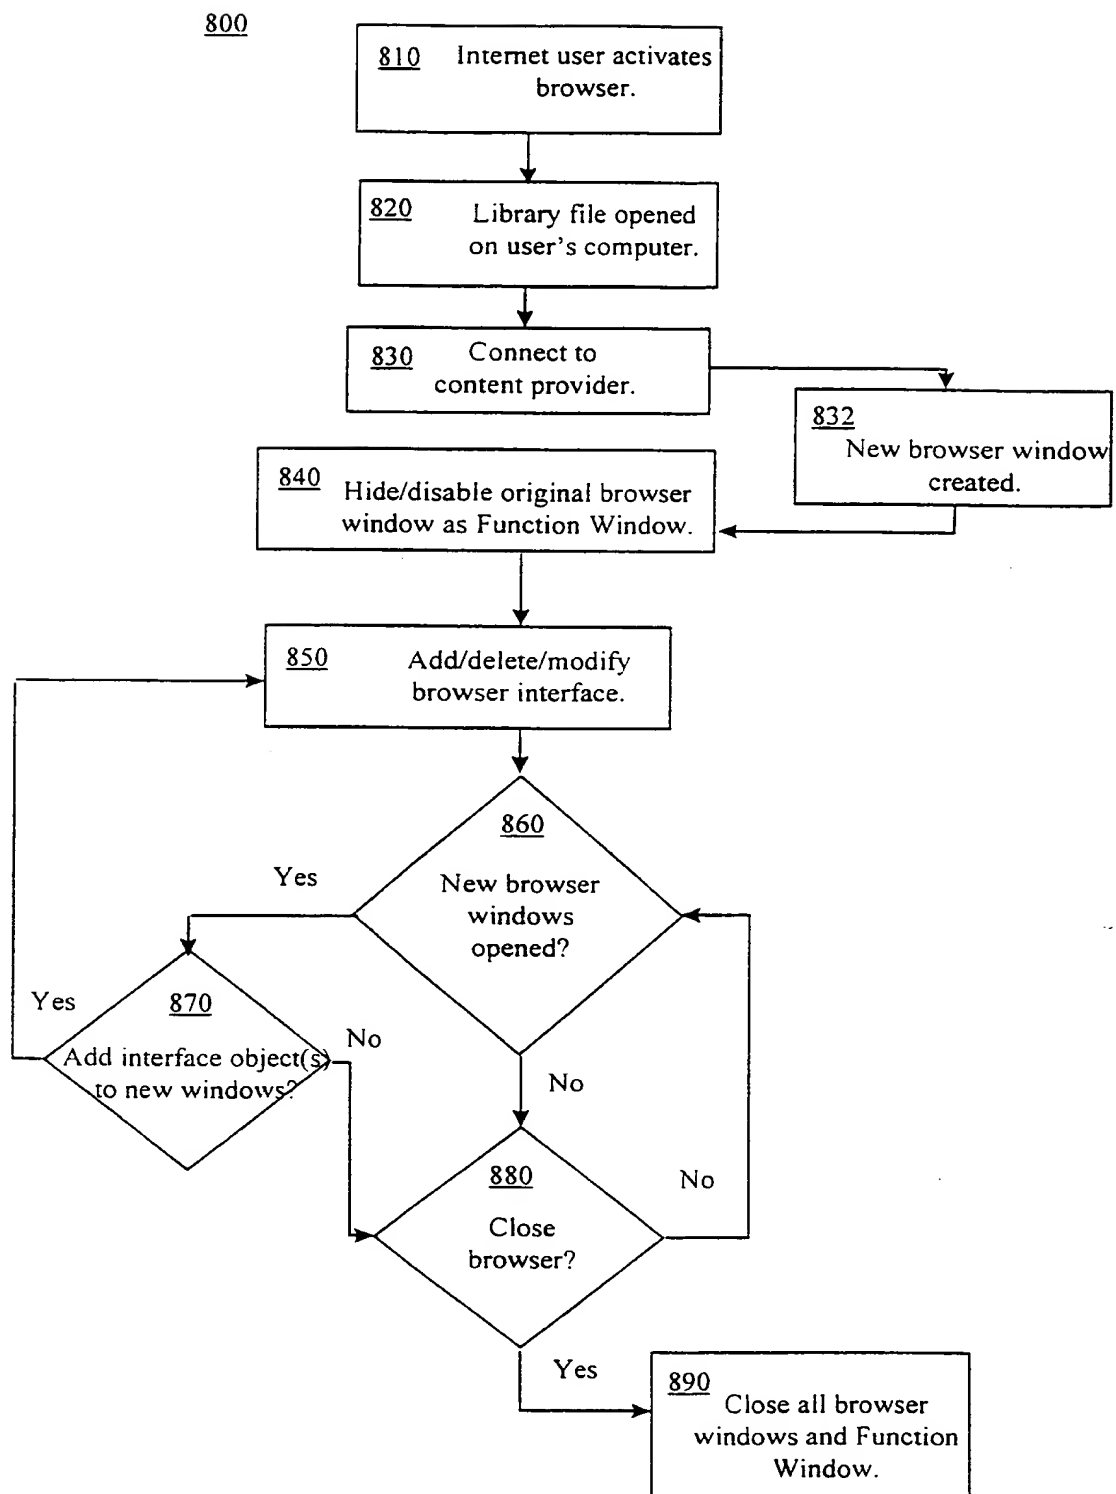 800
810 Internet user activates
browser.
820 Library file opened
on user's computer.
830 Connect to
content provider.
832
New browser window
created.
840 Hide/disable original browser
window as Function Window.
850 Add/delete/modify
browser interface.
860
Yes
New browser
windows
opened?
Yes
870
No
Add interface object(s)
to new windows?
No
880
No
Close
browser?
Yes
890
Close all browser
windows and Function
Window.